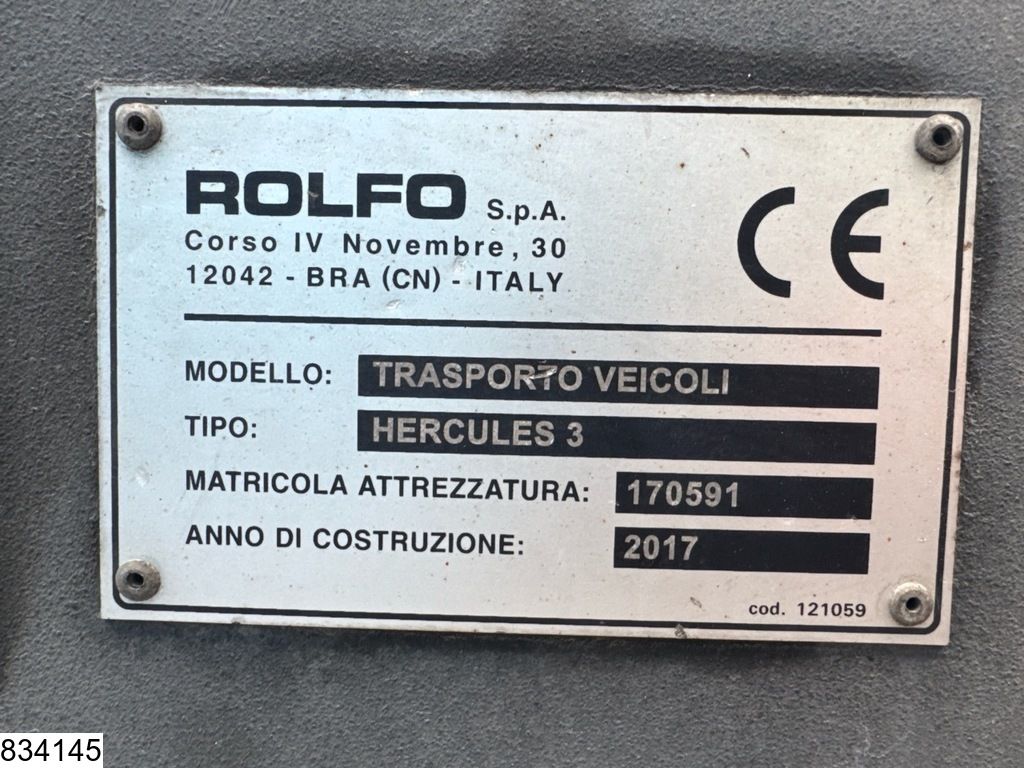 ROLFO S.p.A.
Corso IV Novembre, 30
12042 - BRA (CN) - ITALY
CE
MODELLO: TRASPORTO VEICOLI
TIPO: HERCULES 3
MATRICOLA ATTREZZATURA: 170591
ANNO DI COSTRUZIONE: 2017
cod. 121059
834145